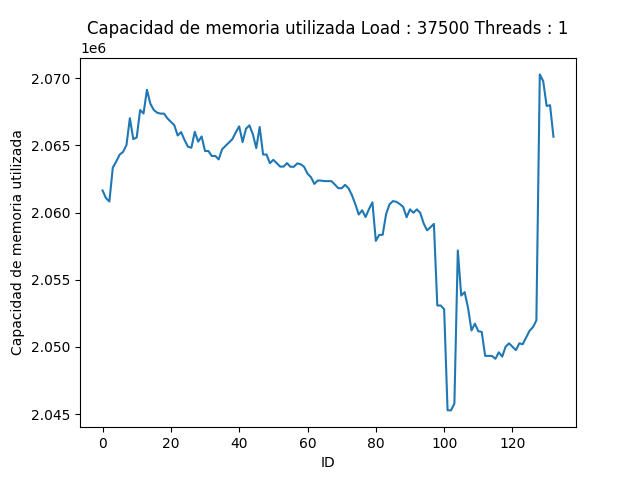 Capacidad de memoria utilizada Load : 37500 Threads : 1
1e6
2.070
2.065
2.060
2.055
2.050
2.045
Capacidad de memoria utilizada
0 20 40 60 80 100 120
ID